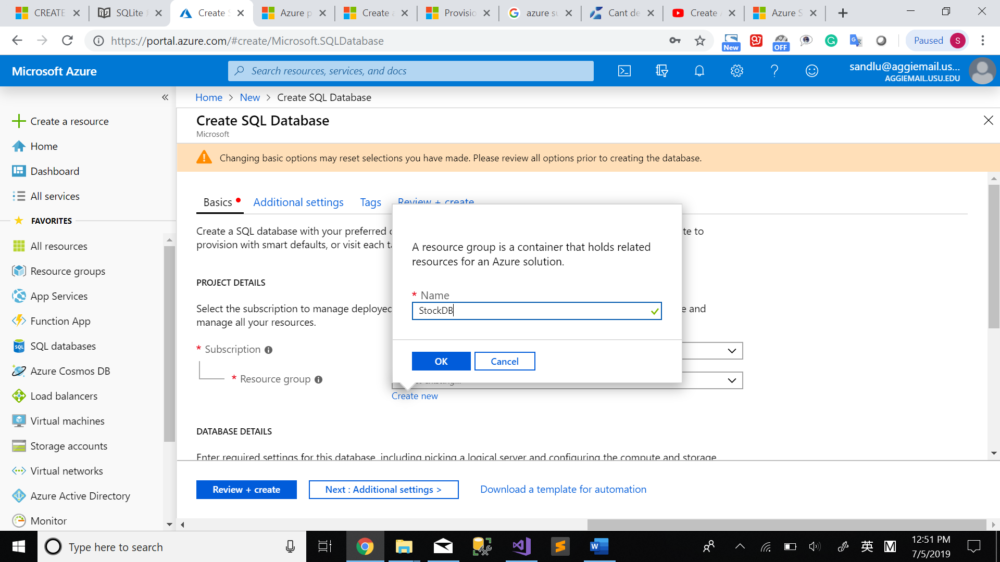 CREATE
SQLite
Create S
Azure p
Create a
Provisio
azure su
Cant de
Create
Azure S
https://portal.azure.com/#create/Microsoft.SQLDatabase
New
OFF
Paused
S
Microsoft Azure
Search resources, services, and docs
sandlu@aggiemail.us...
AGGIEMAIL.USU.EDU
Home > New > Create SQL Database
Create SQL Database
Microsoft
Changing basic options may reset selections you have made. Please review all options prior to creating the database.
Create a resource
Home
Dashboard
All services
FAVORITES
All resources
Resource groups
App Services
Function App
SQL databases
Azure Cosmos DB
Load balancers
Virtual machines
Storage accounts
Virtual networks
Azure Active Directory
Monitor
Basics
Additional settings
Tags
Review + create
Create a SQL database with your preferred
te to
provision with smart defaults, or visit each
PROJECT DETAILS
Select the subscription to manage deployed
e and
manage all your resources.
* Subscription
* Resource group
Create new
A resource group is a container that holds related
resources for an Azure solution.
* Name
StockDB
OK
Cancel
DATABASE DETAILS
Enter required settings for this database, including picking a logical server and configuring the compute and storage
Review + create
Next : Additional settings >
Download a template for automation
Type here to search
英
M
12:51 PM
7/5/2019